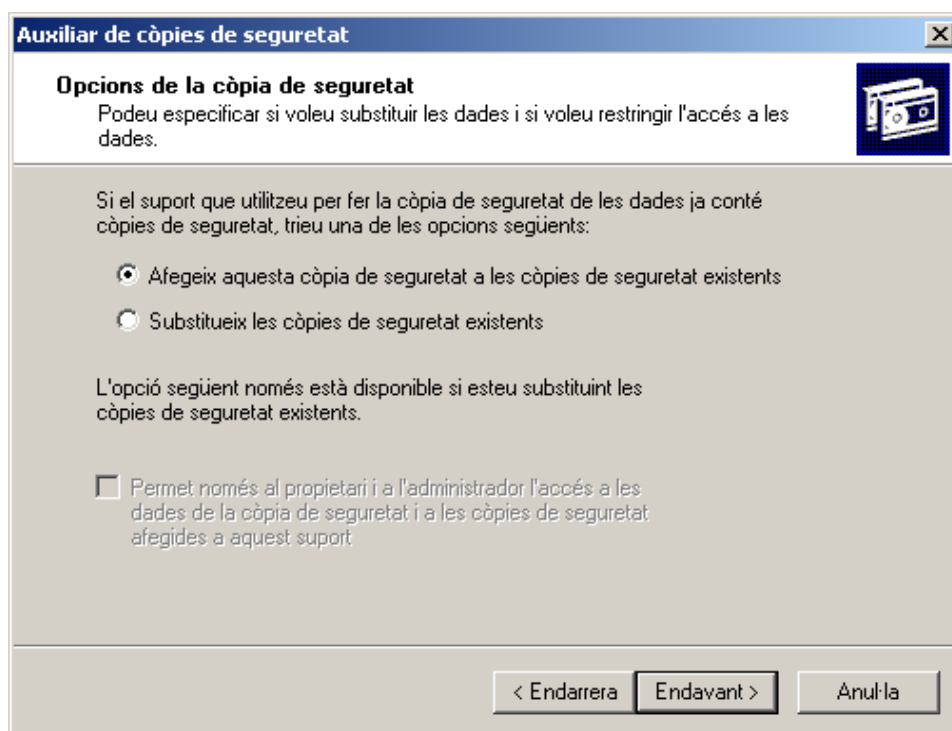 Auxiliar de còpies de seguretat
Opcions de la còpia de seguretat
Podeu especificar si voleu substituir les dades i si voleu restringir l'accés a les
dades.
Si el suport que utilitzeu per fer la còpia de seguretat de les dades ja conté
còpies de seguretat, trieu una de les opcions següents:
Afegeix aquesta còpia de seguretat a les còpies de seguretat existents
Substitueix les còpies de seguretat existents
L'opció següent només està disponible si esteu substituint les
còpies de seguretat existents.
Permet només al propietari i a l'administrador l'accés a les
dades de la còpia de seguretat i a les còpies de seguretat
afegides a aquest suport
< Endarrera Endavant > Anul·la